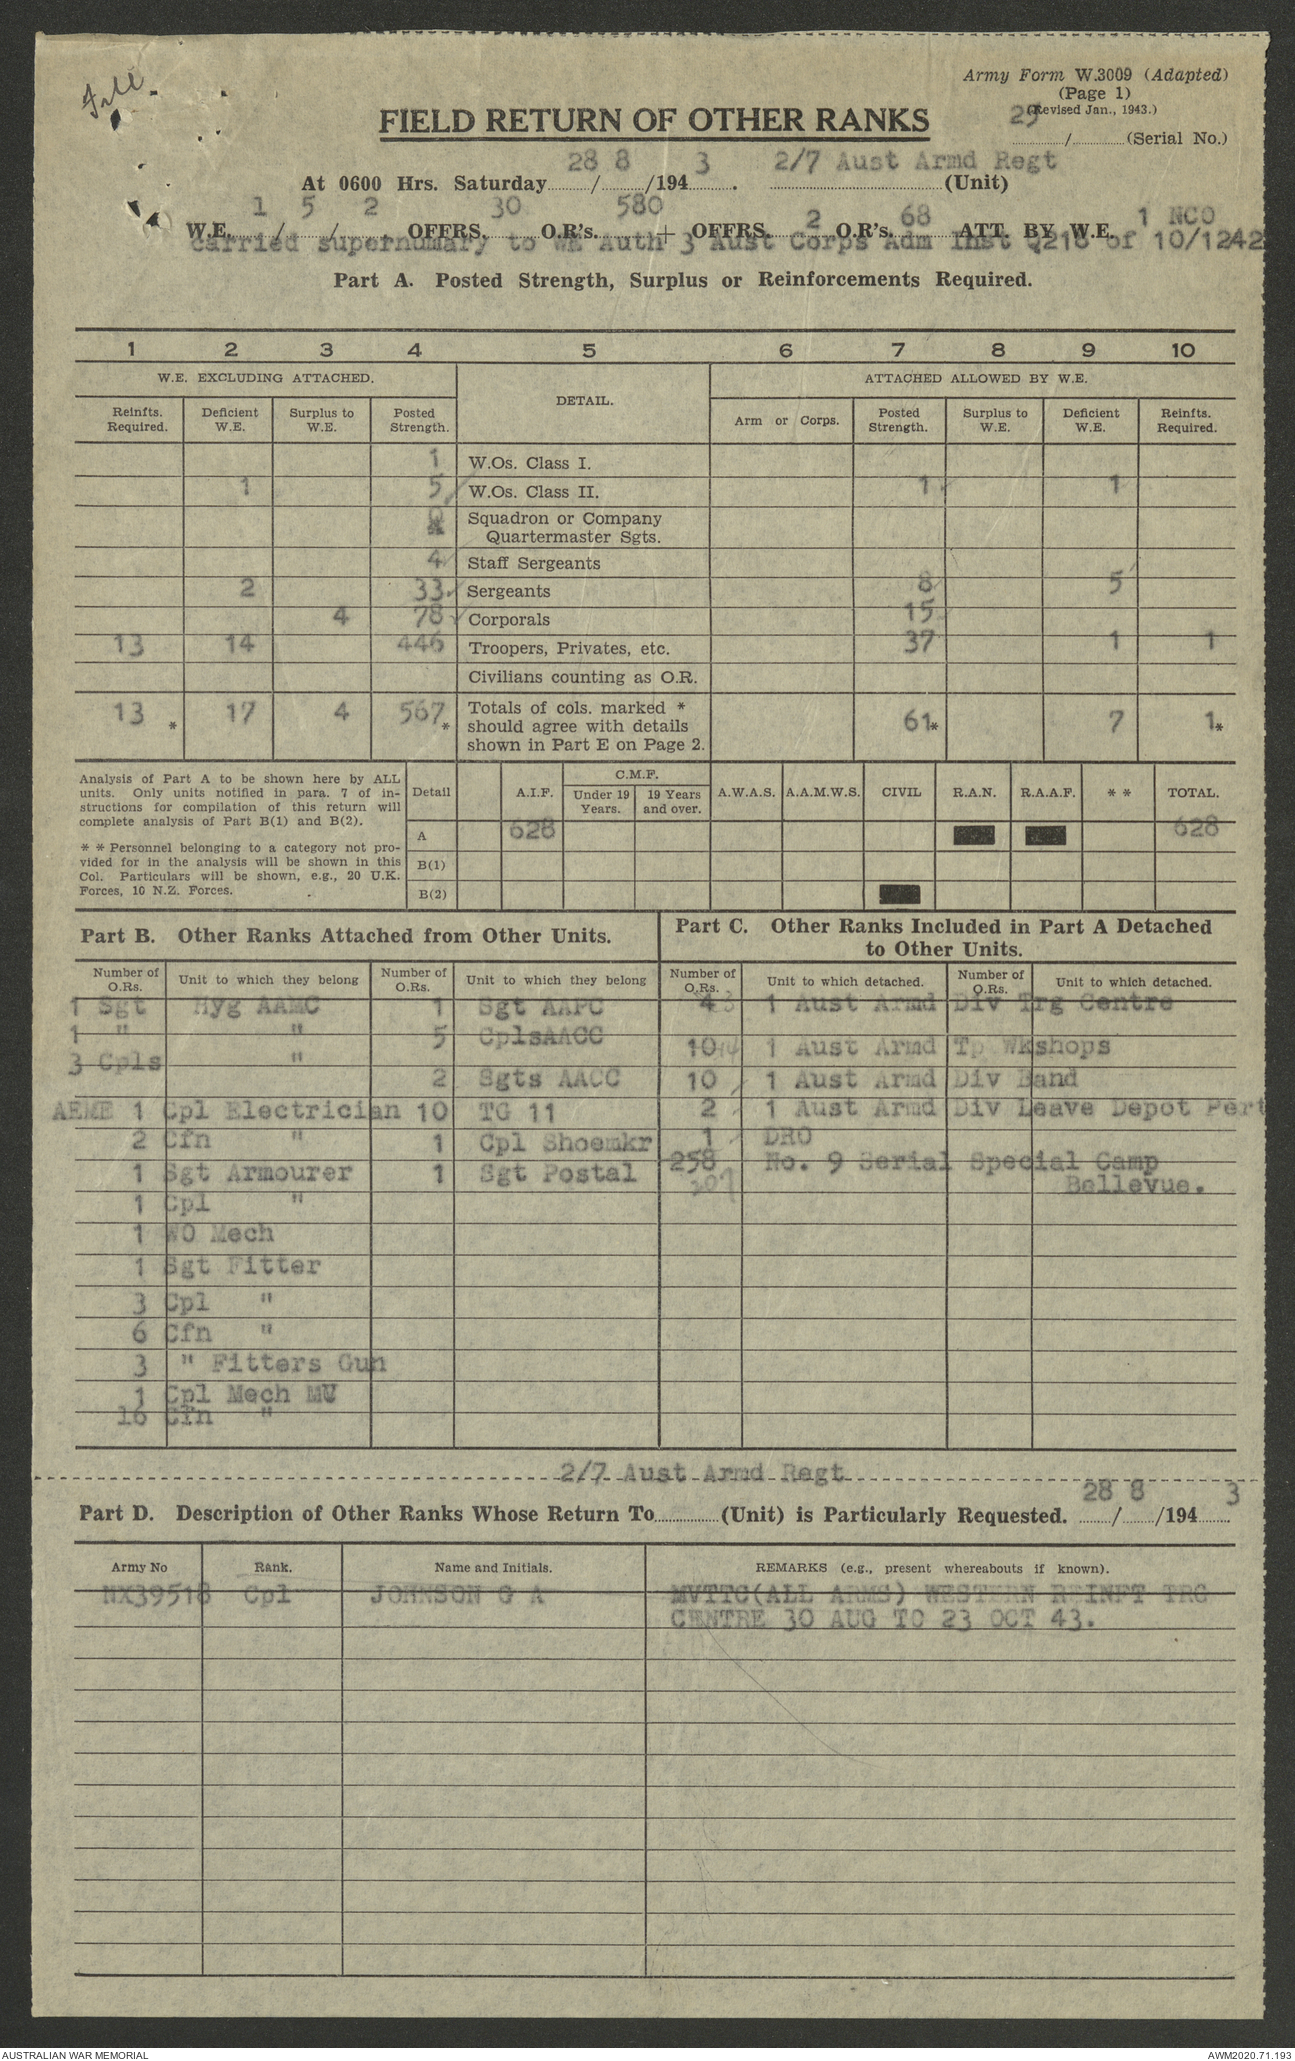 File
Army Form W.3009 (Adapted)
(Page 1)
(Revised Jan., 1943.)
29
....../......(Serial No.)
FIELD RETURN OF OTHER RANKS
At 0600 Hrs. Saturday 28/8/1943. 2/7 Aust Armd Regt (Unit)
W.E. 1/5/2 OFFRS. 30 O.R's. 580 + OFFRS. 2 O.R's. 68 ATT. BY W.E. 1 NCO
carried supernumary to WE Auth 3 Aust Corps Adm Inst Q218 of 10/1242
Part A. Posted Strength, Surplus or Reinforcements Required.
1 2 3 4 5 6 7 8 9 10
W.E. EXCLUDING ATTACHED. DETAIL. ATTACHED ALLOWED BY W.E.
Reinfts. Required. Deficient W.E. Surplus to W.E. Posted Strength. Arm or Corps. Posted Strength. Surplus to W.E. Deficient W.E. Reinfts. Required.
1 W.Os. Class I.
1 5 W.Os. Class II. 1 1
Squadron or Company
Quartermaster Sgts.
4 Staff Sergeants
2 33 Sergeants 8 5
4 78 Corporals 15
13 14 446 Troopers, Privates, etc. 37 1 1
Civilians counting as O.R.
13 * 17 4 567* Totals of cols. marked * 61* 7 1*
should agree with details
shown in Part E on Page 2.
Analysis of Part A to be shown here by ALL
units. Only units notified in para. 7 of in-
structions for compilation of this return will
complete analysis of Part B(1) and B(2).
* * Personnel belonging to a category not pro-
vided for in the analysis will be shown in this
Col. Particulars will be shown, e.g., 20 U.K.
Forces, 10 N.Z. Forces.
Detail A.I.F. C.M.F. Under 19 Years. 19 Years and over. A.W.A.S. A.A.M.W.S. CIVIL R.A.N. R.A.A.F. * * TOTAL.
A 628 628
B(1)
B(2)
Part B. Other Ranks Attached from Other Units.
Part C. Other Ranks Included in Part A Detached
to Other Units.
Number of O.Rs. Unit to which they belong Number of O.Rs. Unit to which they belong Number of O.Rs. Unit to which detached. Number of O.Rs. Unit to which detached.
1 Sgt Hyg AAMC 1 Sgt AAPC 4 3 1 Aust Armd Div Trg Centre
1 " " 5 CplsAACC
10 1 Aust Armd Tp Wkshops
3 Cpls "
2 Sgts AACC 10 1 Aust Armd Div Band
AEME 1 Cpl Electrician 10 TG 11 2 1 Aust Armd Div Leave Depot Pert
2 Cfn " 1 Cpl Shoemkr 1 DRO
1 Sgt Armourer 1 Sgt Postal 258 No. 9 Serial Special Camp
307 Bellevue.
1 Cpl "
1 WO Mech
1 Sgt Fitter
3 Cpl "
6 Cfn "
3 " Fitters Gun
1 Cpl Mech MV
16 Cfn "
2/7 Aust Armd Regt
Part D. Description of Other Ranks Whose Return To......(Unit) is Particularly Requested. 28/8/1943
Army No Rank. Name and Initials. REMARKS (e.g., present whereabouts if known).
NX39518 Cpl JOHNSON G A MVTTC(ALL ARMS) WESTERN REINFT TRG
CENTRE 30 AUG TO 23 OCT 43.
AUSTRALIAN WAR MEMORIAL
AWM2020.71.193